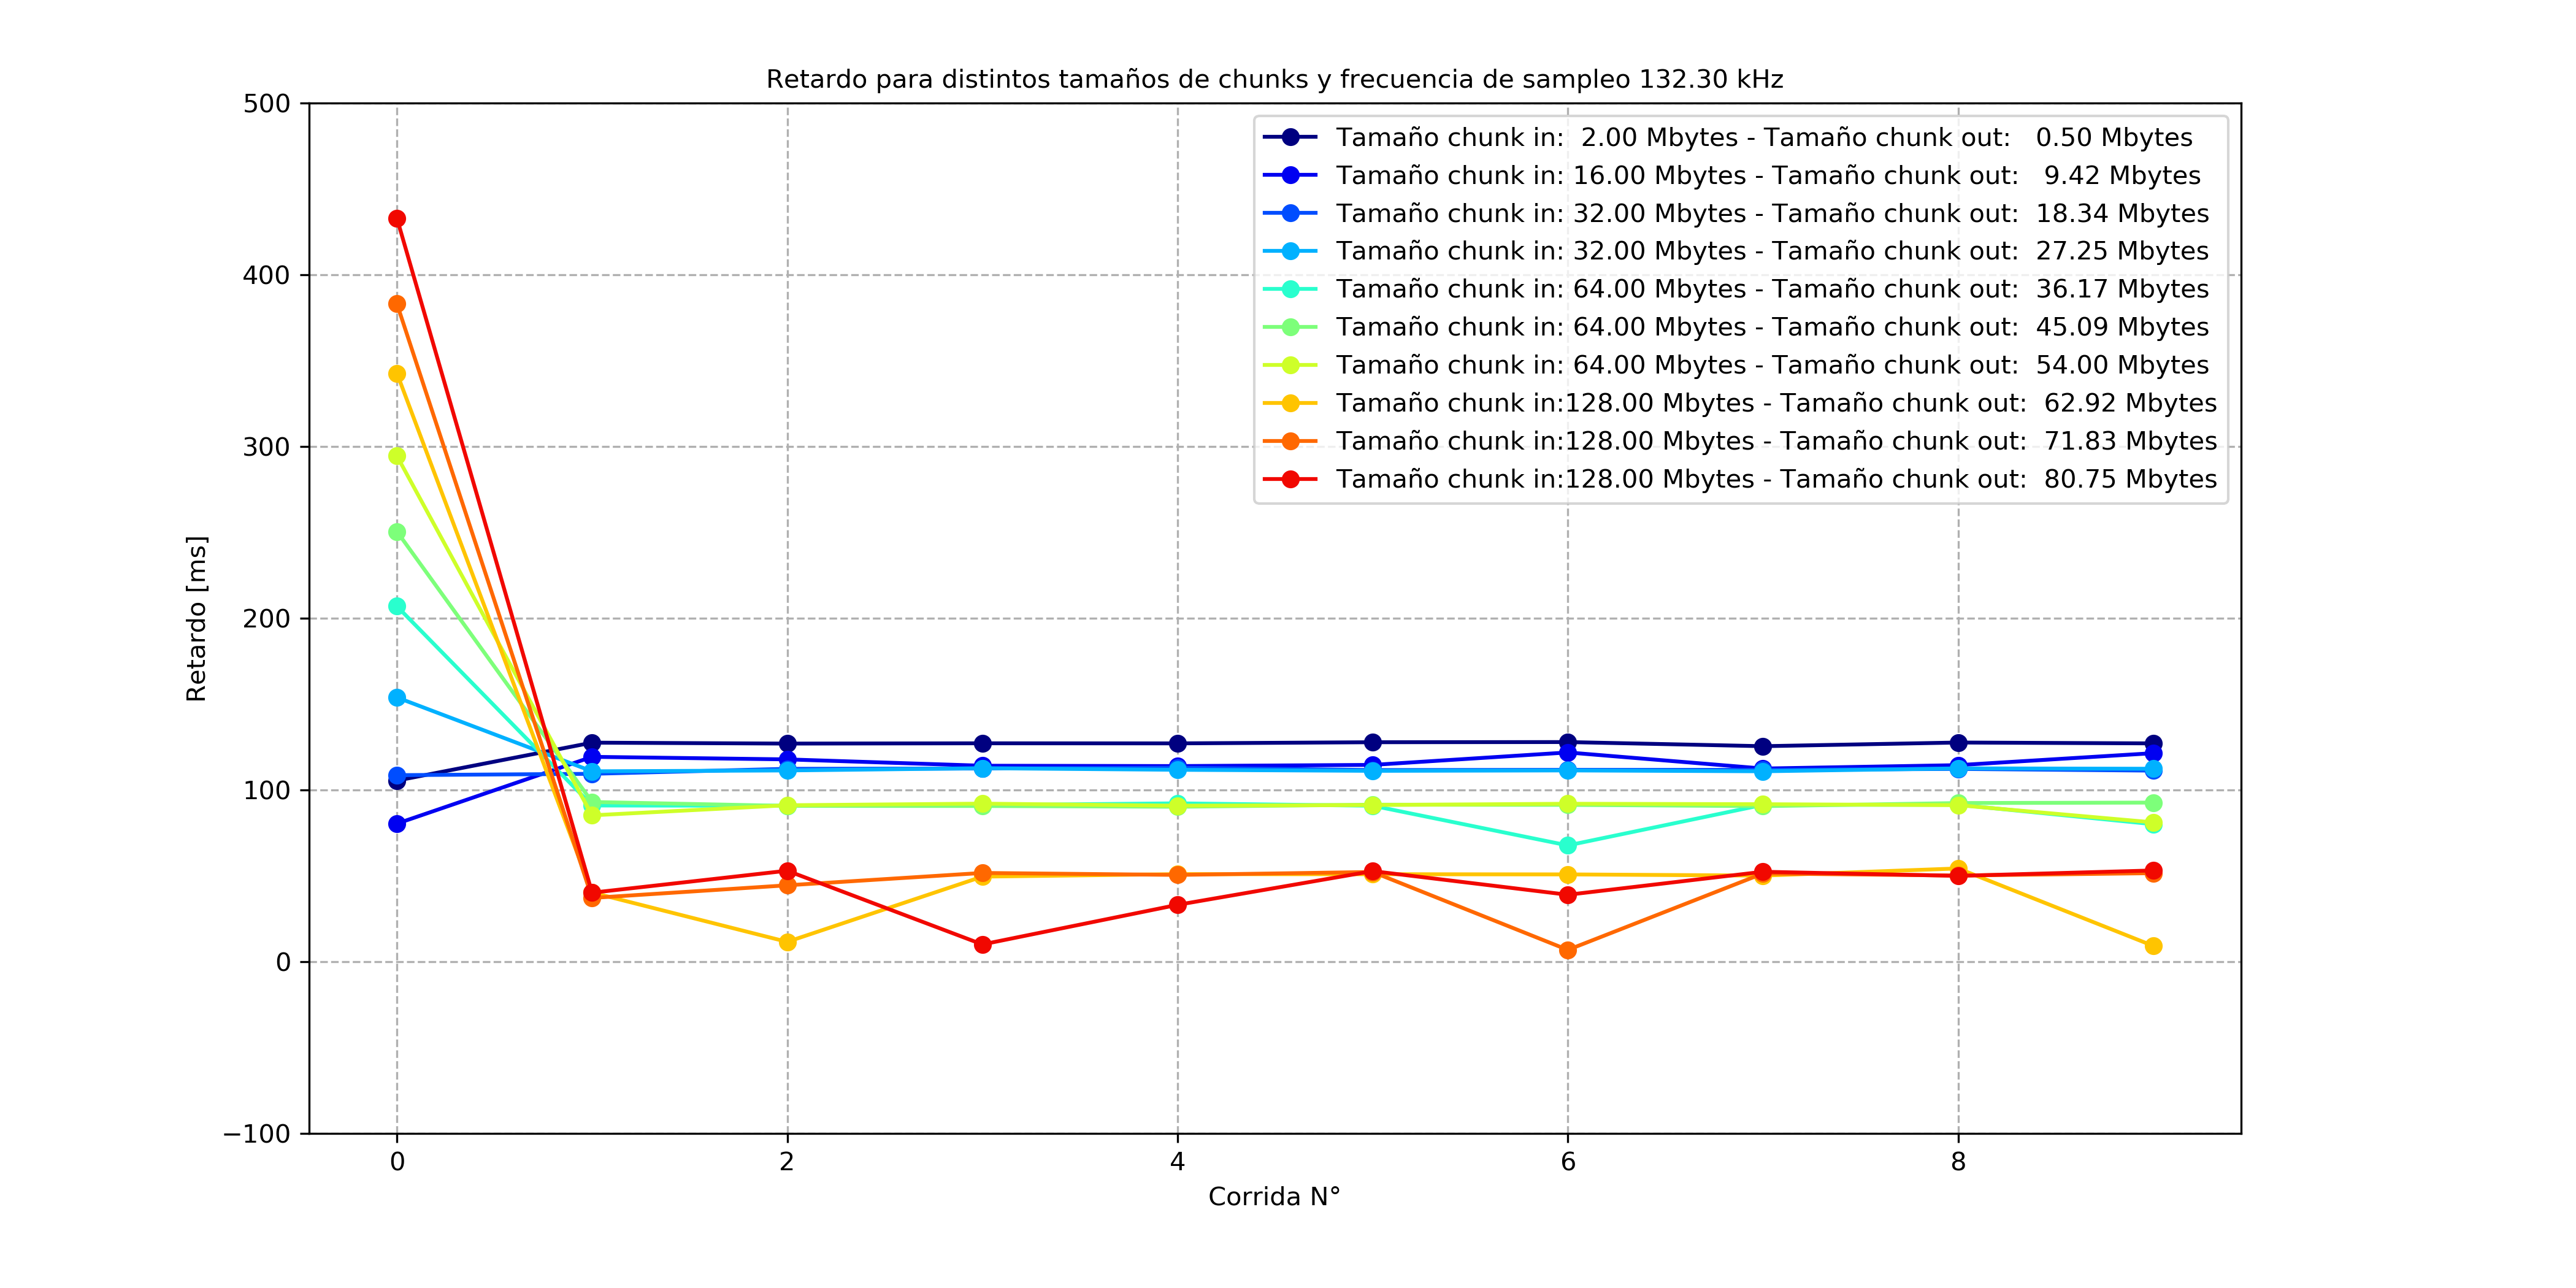 Retardo para distintos tamaños de chunks y frecuencia de sampleo 132.30 kHz
500
400
300
200
100
0
−100
Retardo [ms]
Tamaño chunk in:  2.00 Mbytes - Tamaño chunk out:   0.50 Mbytes
Tamaño chunk in: 16.00 Mbytes - Tamaño chunk out:   9.42 Mbytes
Tamaño chunk in: 32.00 Mbytes - Tamaño chunk out:  18.34 Mbytes
Tamaño chunk in: 32.00 Mbytes - Tamaño chunk out:  27.25 Mbytes
Tamaño chunk in: 64.00 Mbytes - Tamaño chunk out:  36.17 Mbytes
Tamaño chunk in: 64.00 Mbytes - Tamaño chunk out:  45.09 Mbytes
Tamaño chunk in: 64.00 Mbytes - Tamaño chunk out:  54.00 Mbytes
Tamaño chunk in:128.00 Mbytes - Tamaño chunk out:  62.92 Mbytes
Tamaño chunk in:128.00 Mbytes - Tamaño chunk out:  71.83 Mbytes
Tamaño chunk in:128.00 Mbytes - Tamaño chunk out:  80.75 Mbytes
0 2 4 6 8
Corrida N°